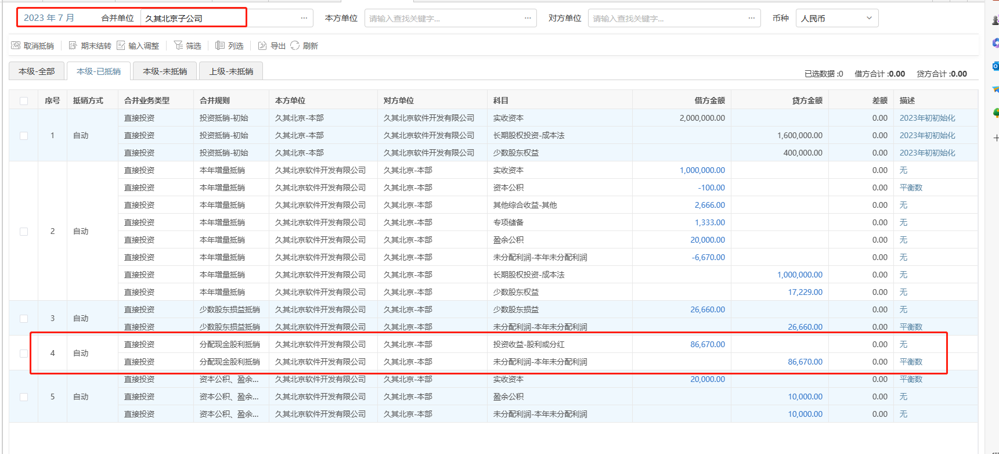 2023 年 7 月 合并单位 久其北京子公司 ... 本方单位 请输入查找关键字... ... 对方单位 请输入查找关键字... ... 币种 人民币
取消抵销 期末结转 输入调整 筛选 列选 导出 刷新
本级-全部 本级-已抵销 本级-未抵销 上级-未抵销 已选数据 :0 借方合计 :0.00 贷方合计 :0.00
序号 抵销方式 合并业务类型 合并规则 本方单位 对方单位 科目 借方金额 贷方金额 差额 描述
直接投资 投资抵销-初始 久其北京-本部 久其北京软件开发有限公司 实收资本 2,000,000.00 0.00 2023年初初始化
1 自动 直接投资 投资抵销-初始 久其北京-本部 久其北京软件开发有限公司 长期股权投资-成本法 1,600,000.00 0.00 2023年初初始化
直接投资 投资抵销-初始 久其北京-本部 久其北京软件开发有限公司 少数股东权益 400,000.00 0.00 2023年初初始化
直接投资 本年增量抵销 久其北京软件开发有限公司 久其北京-本部 实收资本 1,000,000.00 0.00 无
直接投资 本年增量抵销 久其北京软件开发有限公司 久其北京-本部 资本公积 -100.00 0.00 平衡数
直接投资 本年增量抵销 久其北京软件开发有限公司 久其北京-本部 其他综合收益-其他 2,666.00 0.00 无
直接投资 本年增量抵销 久其北京软件开发有限公司 久其北京-本部 专项储备 1,333.00 0.00 无
2 自动
直接投资 本年增量抵销 久其北京软件开发有限公司 久其北京-本部 盈余公积 20,000.00 0.00 无
直接投资 本年增量抵销 久其北京软件开发有限公司 久其北京-本部 未分配利润-本年未分配利润 -6,670.00 0.00 无
直接投资 本年增量抵销 久其北京软件开发有限公司 久其北京-本部 长期股权投资-成本法 1,000,000.00 0.00 无
直接投资 本年增量抵销 久其北京软件开发有限公司 久其北京-本部 少数股东权益 17,229.00 0.00 无
直接投资 少数股东损益抵销 久其北京软件开发有限公司 久其北京-本部 少数股东损益 26,660.00 0.00 无
3 自动
直接投资 少数股东损益抵销 久其北京软件开发有限公司 久其北京-本部 未分配利润-本年未分配利润 26,660.00 0.00 平衡数
直接投资 分配现金股利抵销 久其北京软件开发有限公司 久其北京-本部 投资收益-股利或分红 86,670.00 0.00 无
4 自动
直接投资 分配现金股利抵销 久其北京软件开发有限公司 久其北京-本部 未分配利润-本年未分配利润 86,670.00 0.00 平衡数
直接投资 资本公积、盈余... 久其北京软件开发有限公司 久其北京-本部 实收资本 20,000.00 0.00 平衡数
5 自动 直接投资 资本公积、盈余... 久其北京软件开发有限公司 久其北京-本部 盈余公积 10,000.00 0.00 无
直接投资 资本公积、盈余... 久其北京软件开发有限公司 久其北京-本部 未分配利润-本年未分配利润 10,000.00 0.00 无